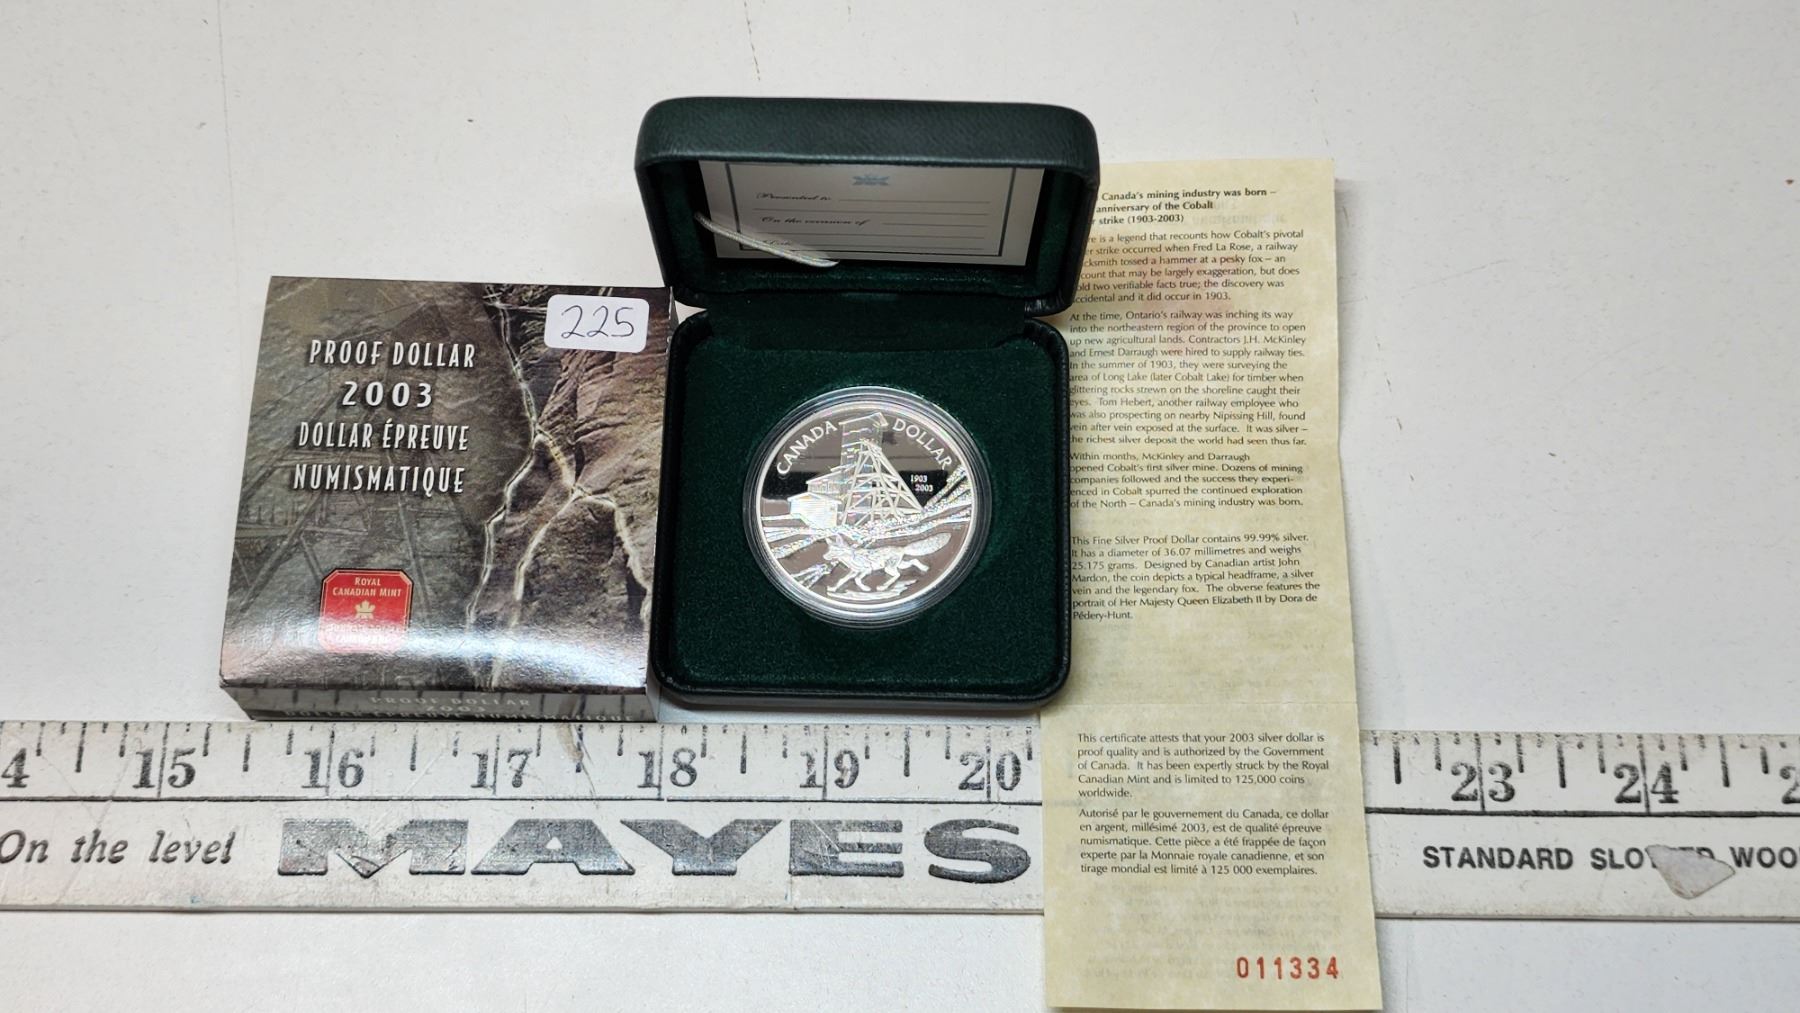 225
PROOF DOLLAR
2003
DOLLAR ÉPREUVE
NUMISMATIQUE
ROYAL
CANADIAN MINT
PROOF DOLLAR
2003
DOLLAR ÉPREUVE NUMISMATIQUE
Presented to
On the occasion of
Date
CANADA DOLLAR
1903
2003
Canada's mining industry was born –
anniversary of the Cobalt
strike (1903-2003)
is a legend that recounts how Cobalt's pivotal
strike occurred when Fred La Rose, a railway
tossed a hammer at a pesky fox – an
that may be largely exaggeration, but does
two verifiable facts true; the discovery was
and it did occur in 1903.
At the time, Ontario's railway was inching its way
into the northeastern region of the province to open
up new agricultural lands. Contractors J.H. McKinley
and Ernest Darraugh were hired to supply railway ties.
In the summer of 1903, they were surveying the
area of Long Lake (later Cobalt Lake) for timber when
glittering rocks strewn on the shoreline caught their
eyes. Tom Hebert, another railway employee who
was also prospecting on nearby Nipissing Hill, found
vein after vein exposed at the surface. It was silver –
the richest silver deposit the world had seen thus far.
Within months, McKinley and Darraugh
opened Cobalt's first silver mine. Dozens of mining
companies followed and the success they experi-
enced in Cobalt spurred the continued exploration
of the North – Canada's mining industry was born.
This Fine Silver Proof Dollar contains 99.99% silver.
It has a diameter of 36.07 millimetres and weighs
25.175 grams. Designed by Canadian artist John
Mardon, the coin depicts a typical headframe, a silver
vein and the legendary fox. The obverse features the
portrait of Her Majesty Queen Elizabeth II by Dora de
Pédery-Hunt.
This certificate attests that your 2003 silver dollar is
proof quality and is authorized by the Government
of Canada. It has been expertly struck by the Royal
Canadian Mint and is limited to 125,000 coins
worldwide.
Autorisé par le gouvernement du Canada, ce dollar
en argent, millésimé 2003, est de qualité épreuve
numismatique. Cette pièce a été frappée de façon
experte par la Monnaie royale canadienne, et son
tirage mondial est limité à 125 000 exemplaires.
011334
4 15 16 17 18 19 20 23 24 2
On the level MAYES STANDARD